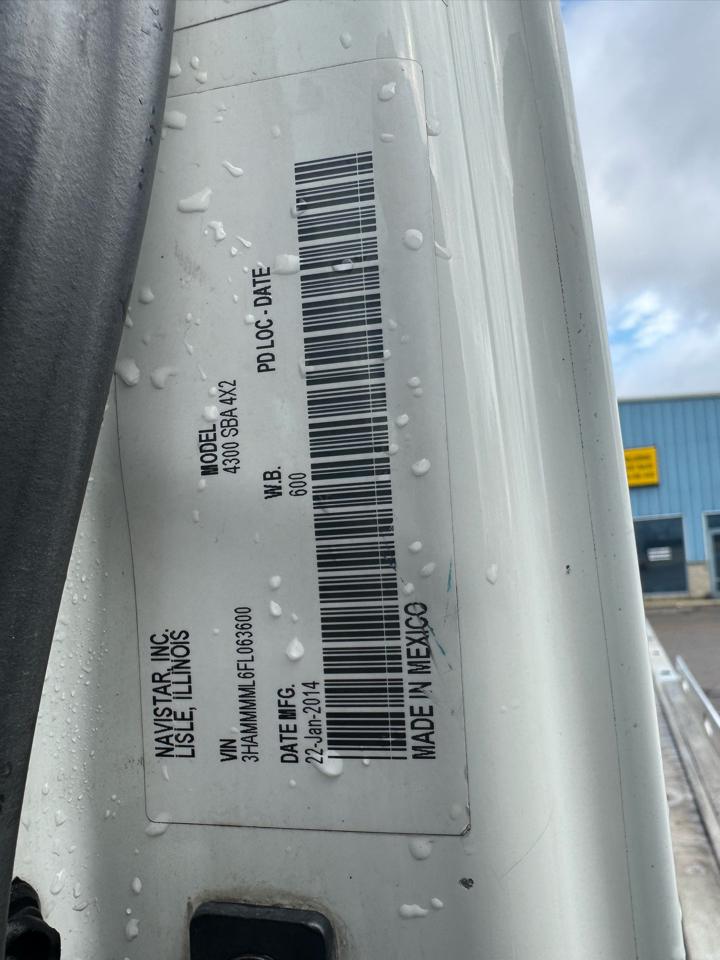 NAVISTAR, INC.
LISLE, ILLINOIS
MODEL
4300 SBA 4X2
VIN
3HAMMMML6FL063600
W.B.
600
PD LOC - DATE
DATE MFG.
22-Jan-2014
MADE IN MEXICO